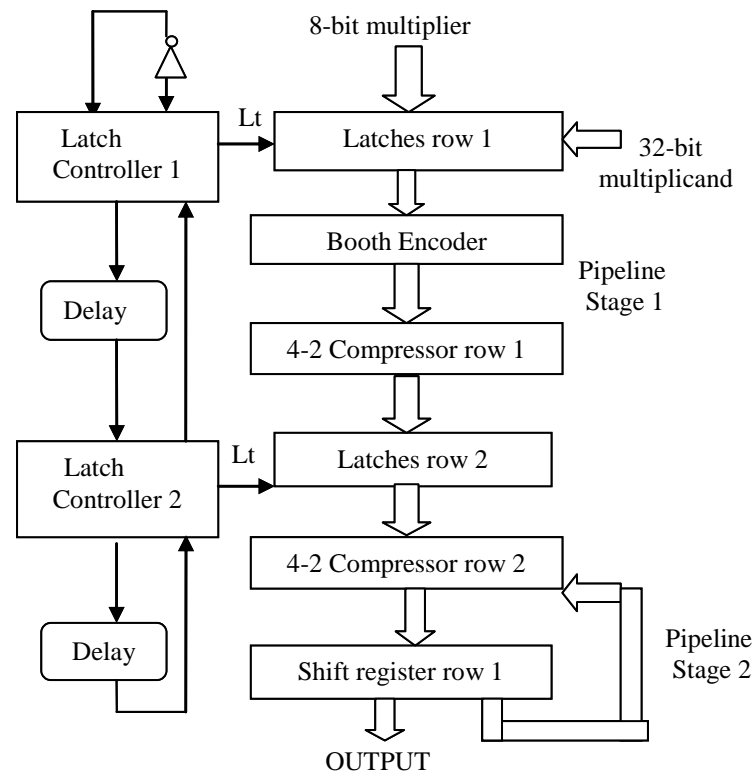 8-bit multiplier
Lt
Latch
Controller 1
Latches row 1
32-bit
multiplicand
Booth Encoder
Pipeline
Stage 1
Delay
4-2 Compressor row 1
Latch
Controller 2
Lt
Latches row 2
4-2 Compressor row 2
Delay
Shift register row 1
Pipeline
Stage 2
OUTPUT